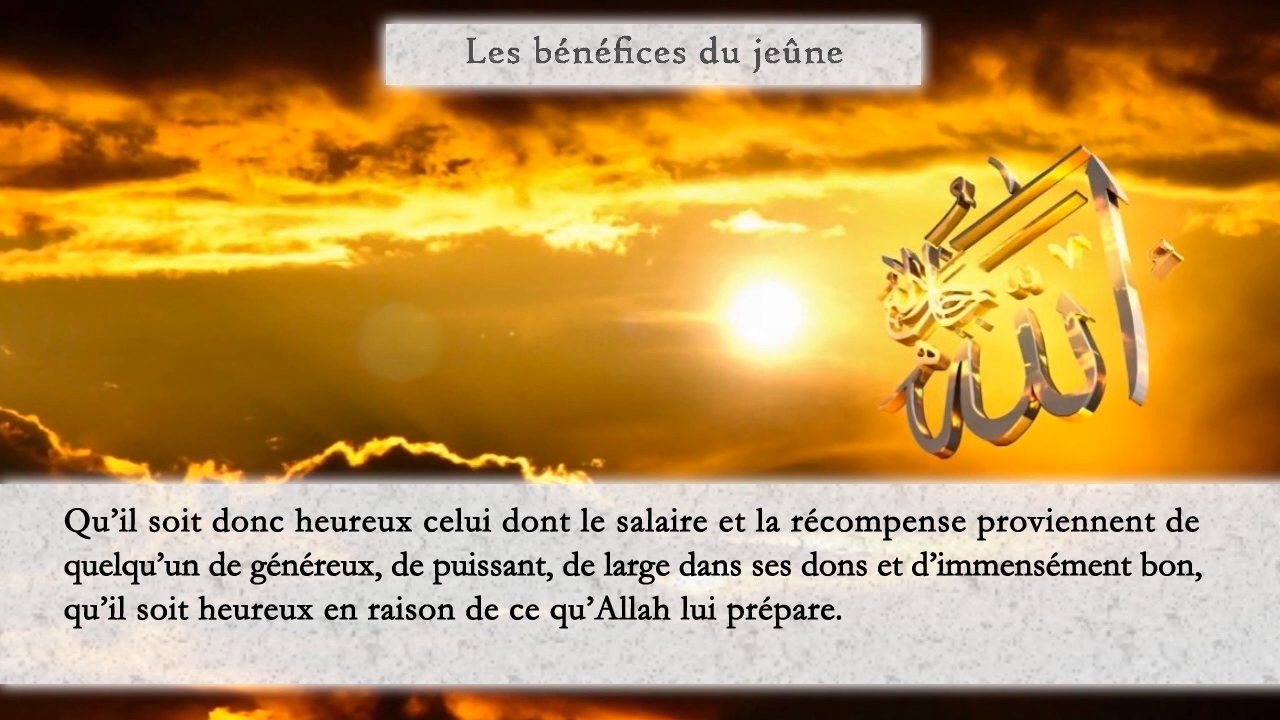 Les bénéfices du jeûne
الله
Qu’il soit donc heureux celui dont le salaire et la récompense proviennent de
quelqu’un de généreux, de puissant, de large dans ses dons et d’immensément bon,
qu’il soit heureux en raison de ce qu’Allah lui prépare.